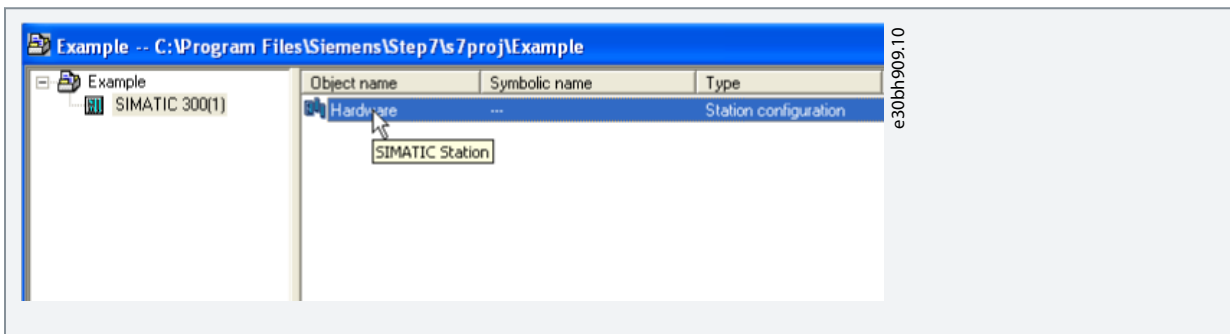 Example -- C:\Program Files\Siemens\Step7\s7proj\Example
Example
SIMATIC 300(1)
Object name Symbolic name Type
Hardware --- Station configuration
SIMATIC Station
e30bh909.10